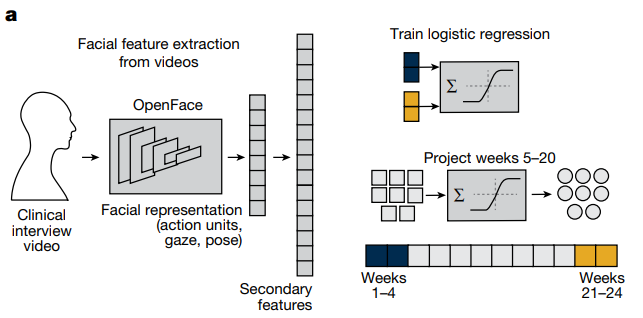 a
Facial feature extraction
from videos
OpenFace
Clinical
interview
video
Facial representation
(action units,
gaze, pose)
Secondary
features
Train logistic regression
Σ
Project weeks 5–20
Σ
Weeks
1–4
Weeks
21–24